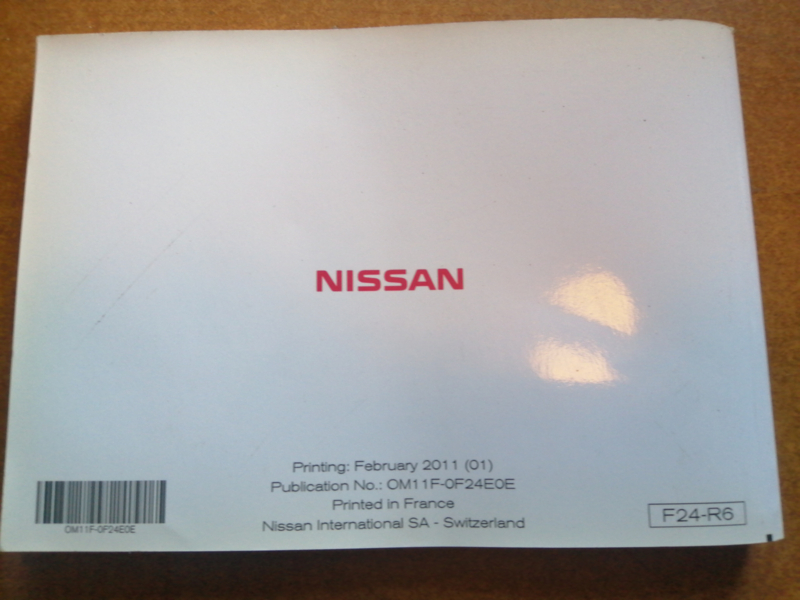 NISSAN
Printing: February 2011 (01)
Publication No.: OM11F-0F24E0E
Printed in France
Nissan International SA - Switzerland
OM11F-0F24E0E
F24-R6